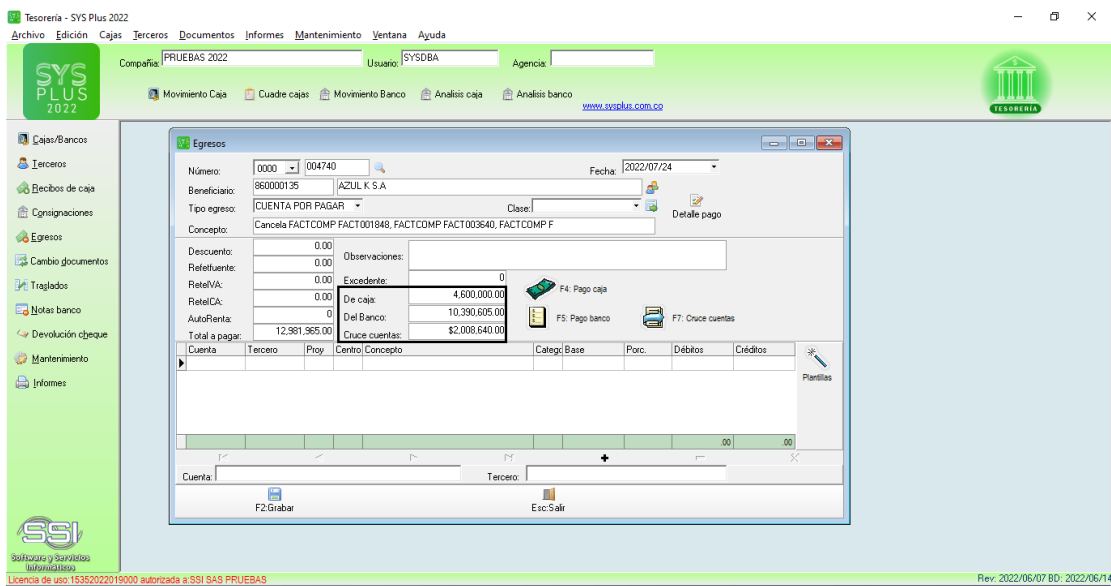 Tesorería - SYS Plus 2022
Archivo Edición Cajas Terceros Documentos Informes Mantenimiento Ventana Ayuda
SYS
PLUS
2022
Compañia: PRUEBAS 2022 Usuario: SYSDBA Agencia:
Movimiento Caja Cuadre cajas Movimiento Banco Analisis caja Analisis banco
www.sysplus.com.co
TESORERIA
Cajas/Bancos
Terceros
Recibos de caja
Consignaciones
Egresos
Cambio documentos
Traslados
Notas banco
Devolución cheque
Mantenimiento
Informes
Egresos
Número: 0000 004740 Fecha: 2022/07/24
Beneficiario: 860000135 AZUL K S.A
Tipo egreso: CUENTA POR PAGAR Clase: Detalle pago
Concepto: Cancela FACTCOMP FACT001848, FACTCOMP FACT003640, FACTCOMP F
Descuento: 0.00 Observaciones:
Refetfuente: 0.00
ReteIVA: 0.00 Excedente: 0
ReteICA: 0.00 De caja: 4,600,000.00 F4: Pago caja
AutoRenta: 0 Del Banco: 10,390,605.00 F5: Pago banco F7: Cruce cuentas
Total a pagar: 12,981,965.00 Cruce cuentas: $2,008,640.00
Cuenta Tercero Proy Centro Concepto Categc Base Porc. Débitos Créditos
Plantillas
.00 .00
Cuenta: Tercero:
F2:Grabar Esc:Salir
SSI
Software y Servicios
Informáticos
Licencia de uso:15352022019000 autorizada a:SSI SAS PRUEBAS Rev: 2022/06/07 BD: 2022/06/14